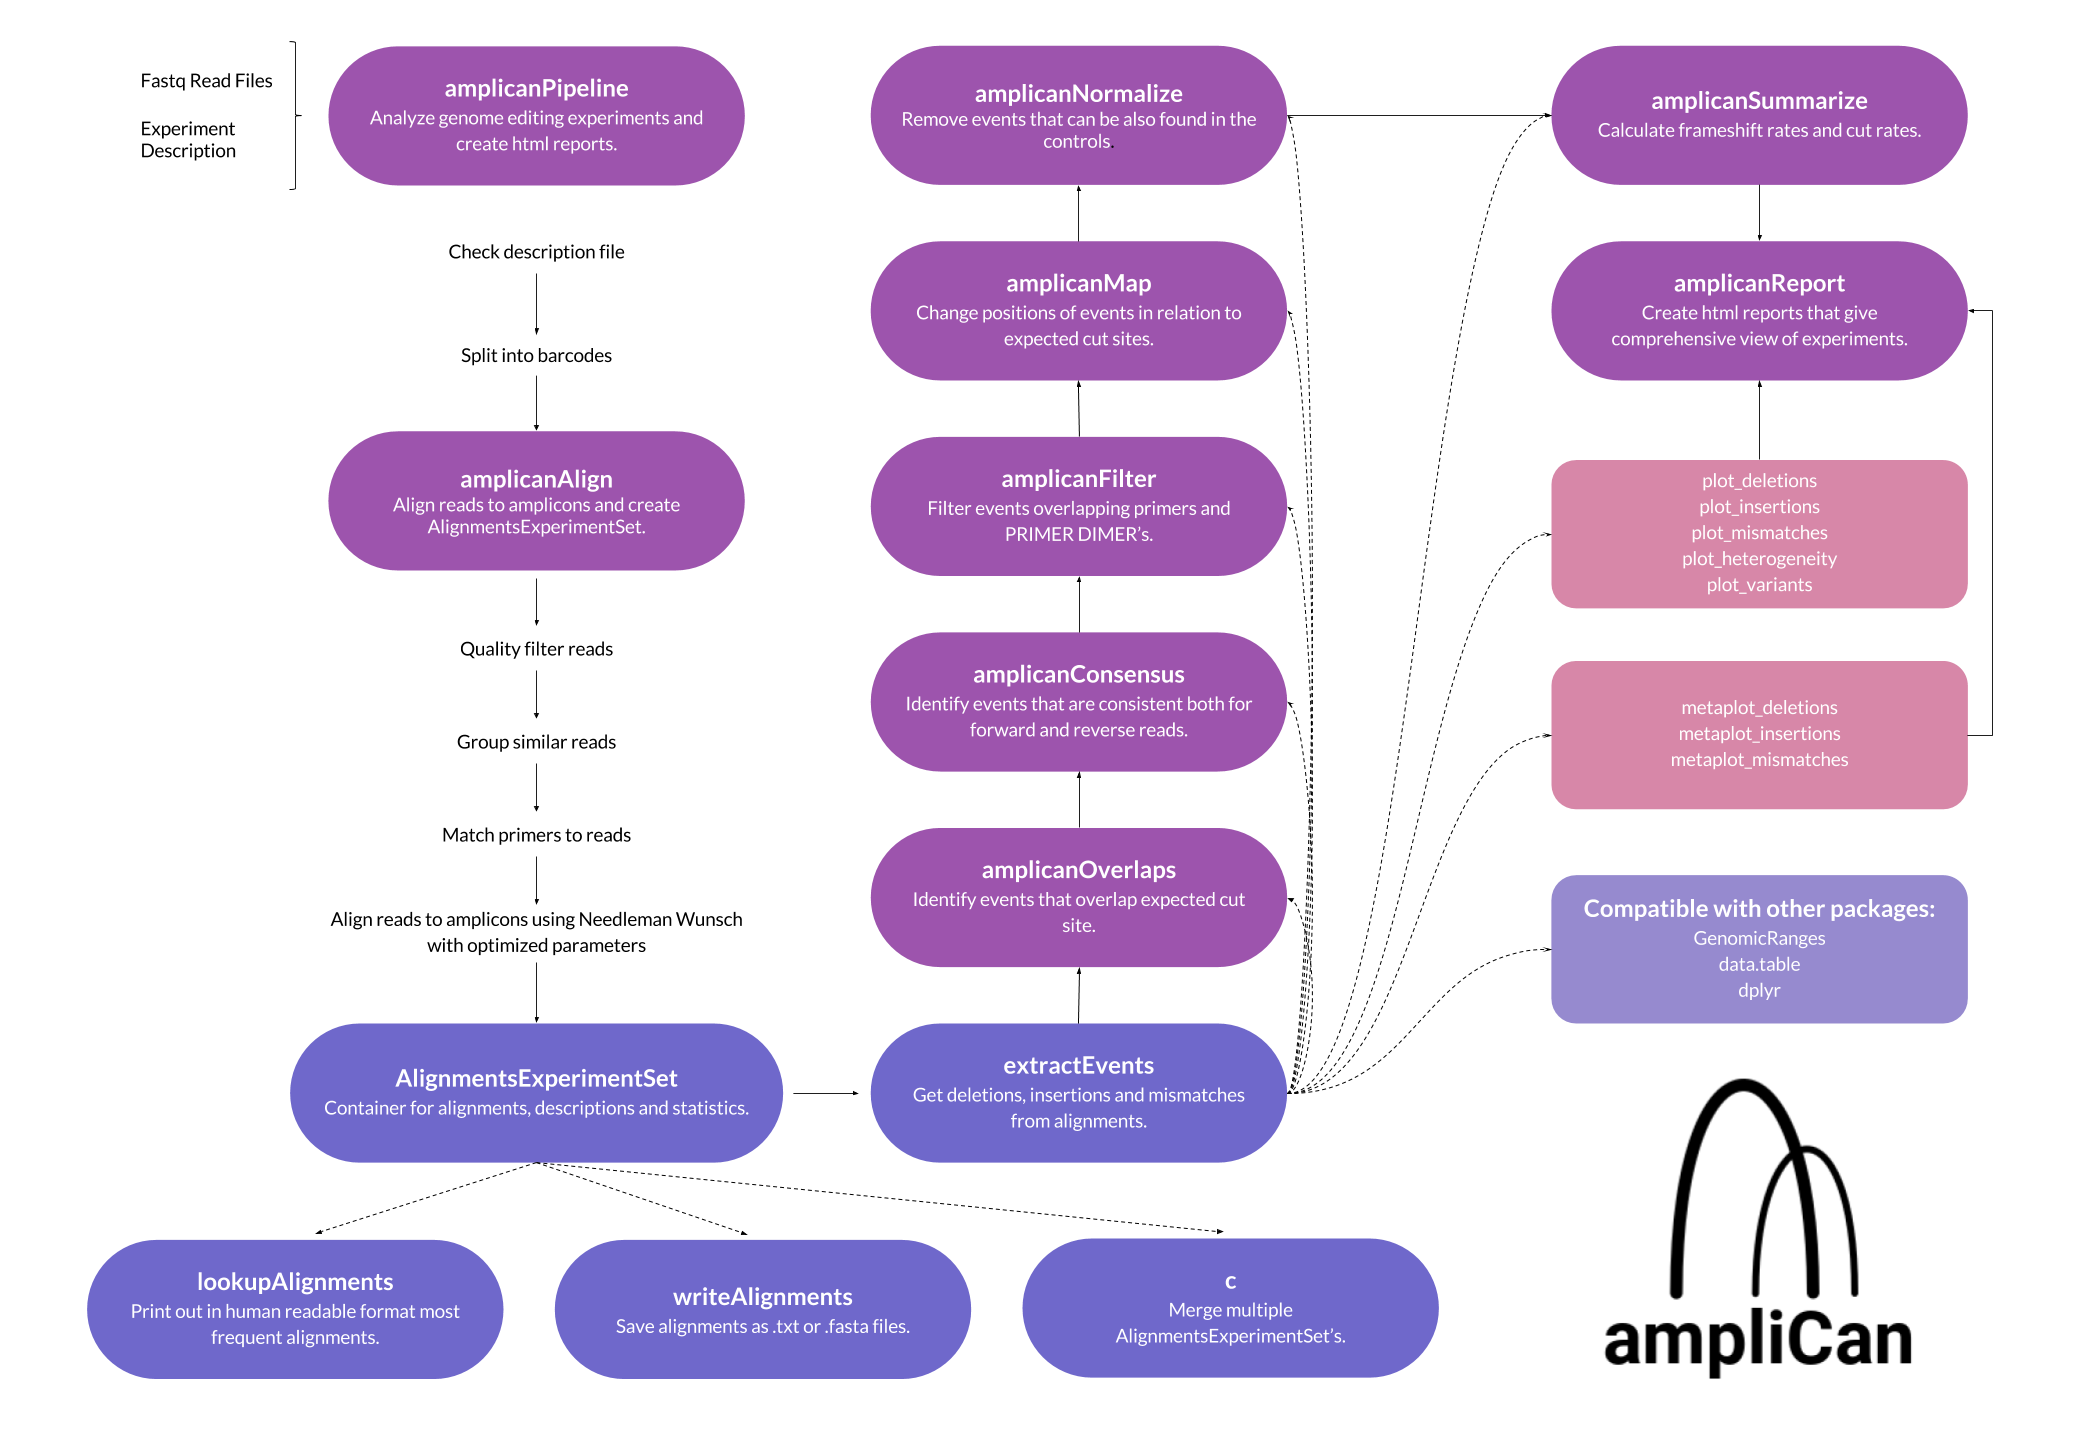 Fastq Read Files
Experiment
Description
amplicanPipeline
Analyze genome editing experiments and
create html reports.
Check description file
Split into barcodes
amplicanAlign
Align reads to amplicons and create
AlignmentsExperimentSet.
Quality filter reads
Group similar reads
Match primers to reads
Align reads to amplicons using Needleman Wunsch
with optimized parameters
AlignmentsExperimentSet
Container for alignments, descriptions and statistics.
lookupAlignments
Print out in human readable format most
frequent alignments.
writeAlignments
Save alignments as .txt or .fasta files.
c
Merge multiple
AlignmentsExperimentSet's.
amplicanNormalize
Remove events that can be also found in the
controls.
amplicanMap
Change positions of events in relation to
expected cut sites.
amplicanFilter
Filter events overlapping primers and
PRIMER DIMER's.
amplicanConsensus
Identify events that are consistent both for
forward and reverse reads.
amplicanOverlaps
Identify events that overlap expected cut
site.
extractEvents
Get deletions, insertions and mismatches
from alignments.
amplicanSummarize
Calculate frameshift rates and cut rates.
amplicanReport
Create html reports that give
comprehensive view of experiments.
plot_deletions
plot_insertions
plot_mismatches
plot_heterogeneity
plot_variants
metaplot_deletions
metaplot_insertions
metaplot_mismatches
Compatible with other packages:
GenomicRanges
data.table
dplyr
ampliCan